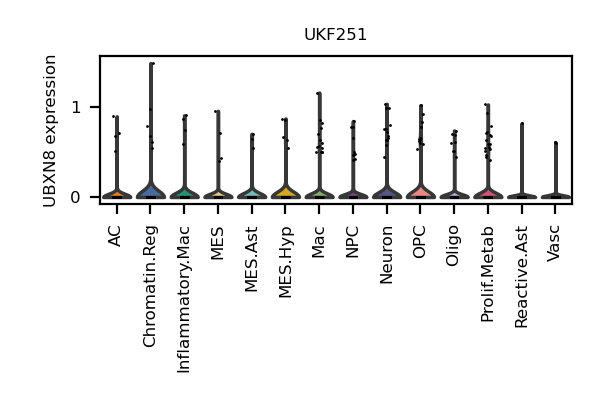 UKF251
UBXN8 expression
1
0
AC
Chromatin.Reg
Inflammatory.Mac
MES
MES.Ast
MES.Hyp
Mac
NPC
Neuron
OPC
Oligo
Prolif.Metab
Reactive.Ast
Vasc